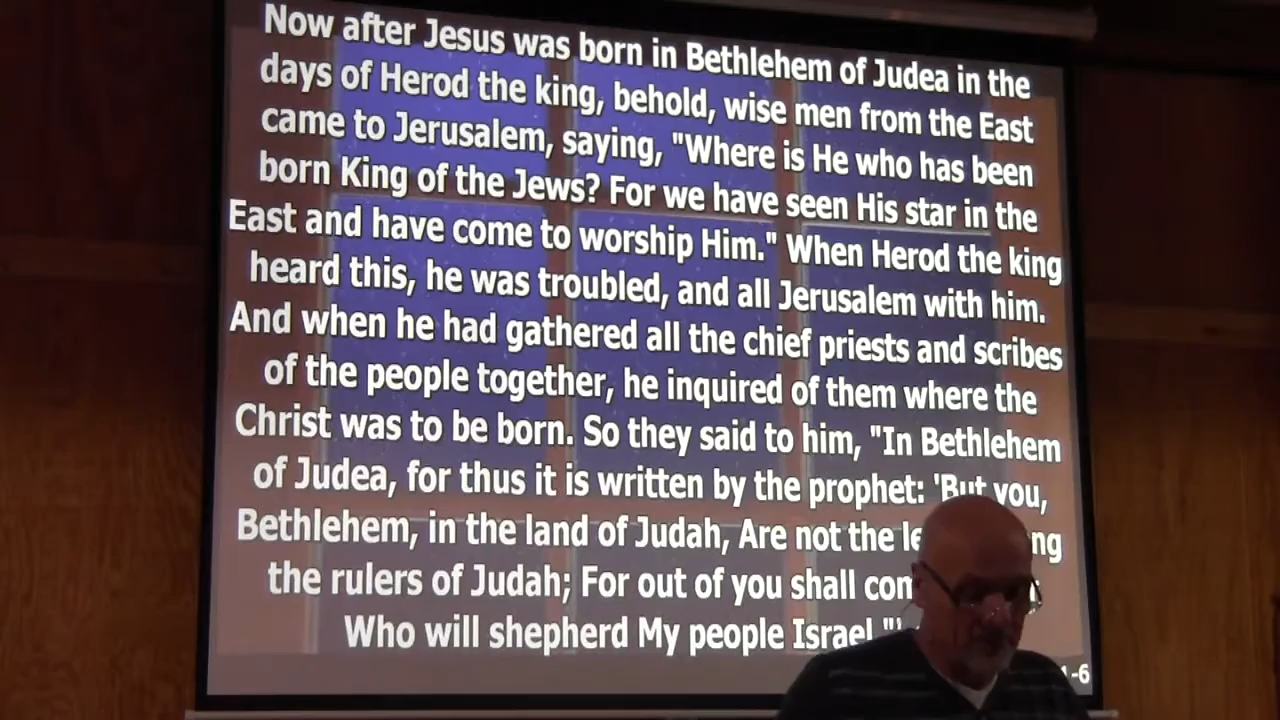 Now after Jesus was born in Bethlehem of Judea in the
days of Herod the king, behold, wise men from the East
came to Jerusalem, saying, "Where is He who has been
born King of the Jews? For we have seen His star in the
East and have come to worship Him." When Herod the king
heard this, he was troubled, and all Jerusalem with him.
And when he had gathered all the chief priests and scribes
of the people together, he inquired of them where the
Christ was to be born. So they said to him, "In Bethlehem
of Judea, for thus it is written by the prophet: 'But you,
Bethlehem, in the land of Judah, Are not the
the rulers of Judah; For out of you shall
Who will shepherd My people Israel."'
-6